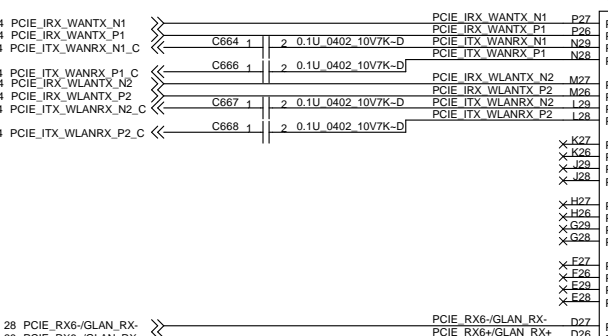 4 PCIE_IRX_WANTX_N1 PCIE_IRX_WANTX_N1 P27
4 PCIE_IRX_WANTX_P1 PCIE_IRX_WANTX_P1 P26
4 PCIE_ITX_WANRX_N1_C C664 1 2 0.1U_0402_10V7K~D PCIE_ITX_WANRX_N1 N29
PCIE_ITX_WANRX_P1 N28
4 PCIE_ITX_WANRX_P1_C C666 1 2 0.1U_0402_10V7K~D
4 PCIE_IRX_WLANTX_N2 PCIE_IRX_WLANTX_N2 M27
4 PCIE_IRX_WLANTX_P2 PCIE_IRX_WLANTX_P2 M26
4 PCIE_ITX_WLANRX_N2_C C667 1 2 0.1U_0402_10V7K~D PCIE_ITX_WLANRX_N2 L29
PCIE_ITX_WLANRX_P2 L28
4 PCIE_ITX_WLANRX_P2_C C668 1 2 0.1U_0402_10V7K~D
K27
K26
J29
J28
H27
H26
G29
G28
F27
F26
E29
E28
28 PCIE_RX6-/GLAN_RX- PCIE_RX6-/GLAN_RX- D27
PCIE_RX6+/GLAN_RX+ D26